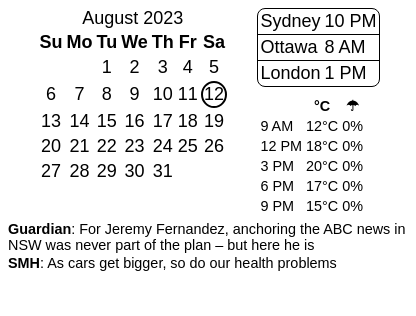 August 2023
Su Mo Tu We Th Fr Sa
1 2 3 4 5
6 7 8 9 10 11 12
13 14 15 16 17 18 19
20 21 22 23 24 25 26
27 28 29 30 31
Sydney 10 PM
Ottawa 8 AM
London 1 PM
°C ☂
9 AM 12°C 0%
12 PM 18°C 0%
3 PM 20°C 0%
6 PM 17°C 0%
9 PM 15°C 0%
Guardian: For Jeremy Fernandez, anchoring the ABC news in
NSW was never part of the plan – but here he is
SMH: As cars get bigger, so do our health problems